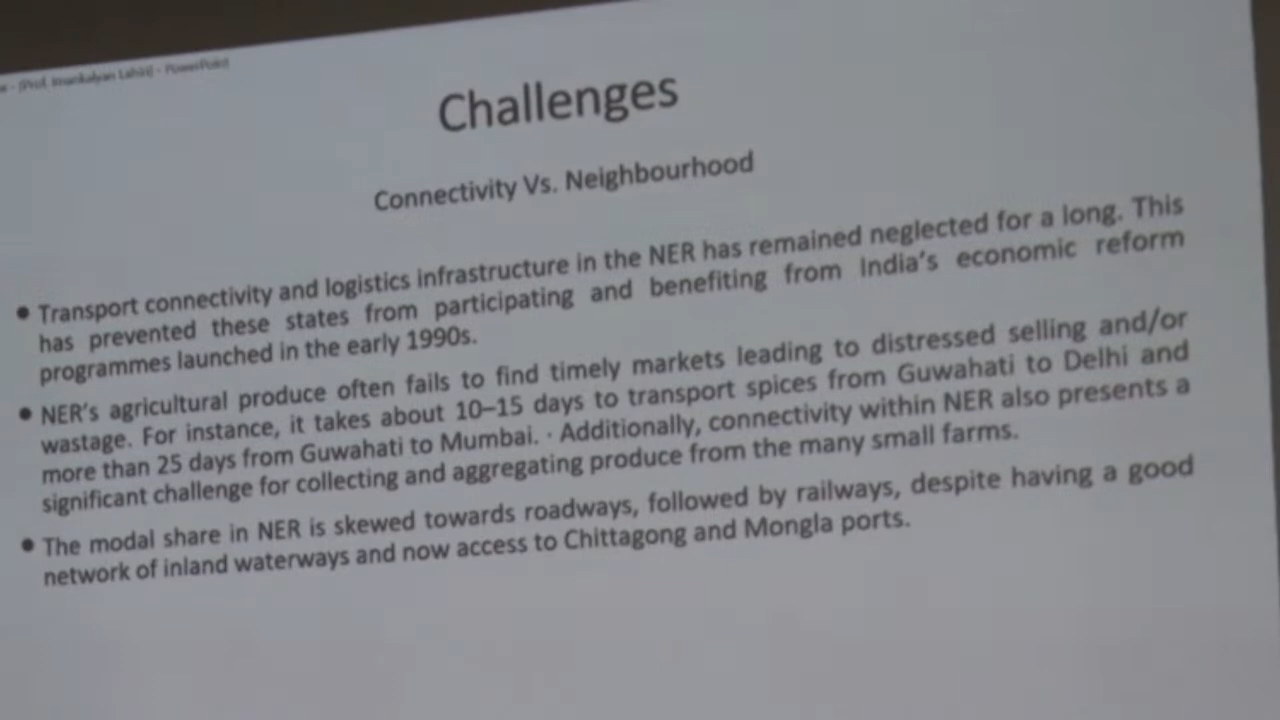 - (Prof. Imankalyan Lahiri) - PowerPoint
Challenges
Connectivity Vs. Neighbourhood
• Transport connectivity and logistics infrastructure in the NER has remained neglected for a long. This
has prevented these states from participating and benefiting from India's economic reform
programmes launched in the early 1990s.
• NER's agricultural produce often fails to find timely markets leading to distressed selling and/or
wastage. For instance, it takes about 10–15 days to transport spices from Guwahati to Delhi and
more than 25 days from Guwahati to Mumbai. · Additionally, connectivity within NER also presents a
significant challenge for collecting and aggregating produce from the many small farms.
• The modal share in NER is skewed towards roadways, followed by railways, despite having a good
network of inland waterways and now access to Chittagong and Mongla ports.